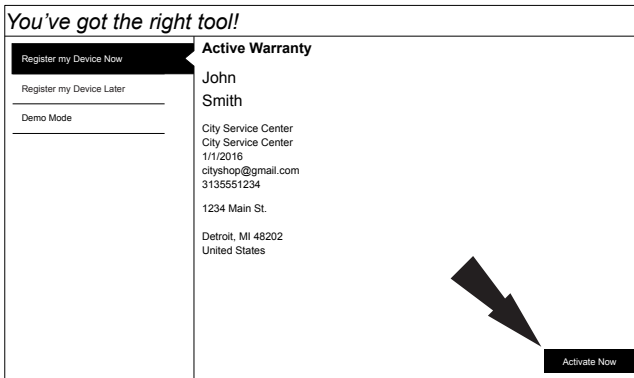 You've got the right tool!
Register my Device Now
Register my Device Later
Demo Mode
Active Warranty
John
Smith
City Service Center
City Service Center
1/1/2016
cityshop@gmail.com
3135551234
1234 Main St.
Detroit, MI 48202
United States
Activate Now